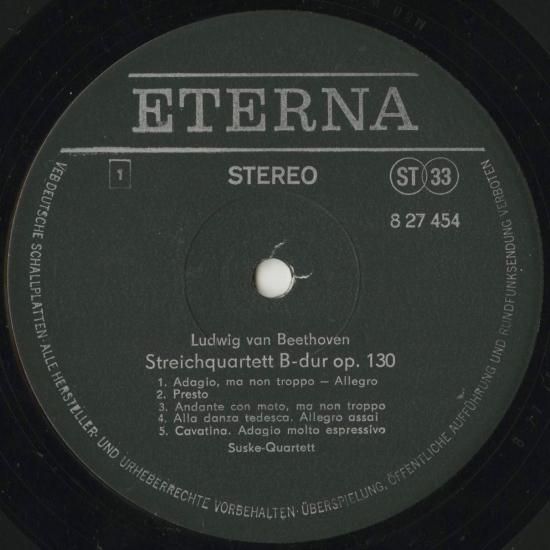 ETERNA
1
STEREO
ST 33
8 27 454
Ludwig van Beethoven
Streichquartett B-dur op. 130
1. Adagio, ma non troppo – Allegro
2. Presto
3. Andante con moto, ma non troppo
4. Alla danza tedesca. Allegro assai
5. Cavatina. Adagio molto espressivo
Suske-Quartett
VEB DEUTSCHE SCHALLPLATTEN · ALLE HERSTELLER- UND URHEBERRECHTE VORBEHALTEN · ÜBERSPIELUNG, ÖFFENTLICHE AUFFÜHRUNG UND RUNDFUNKSENDUNG VERBOTEN